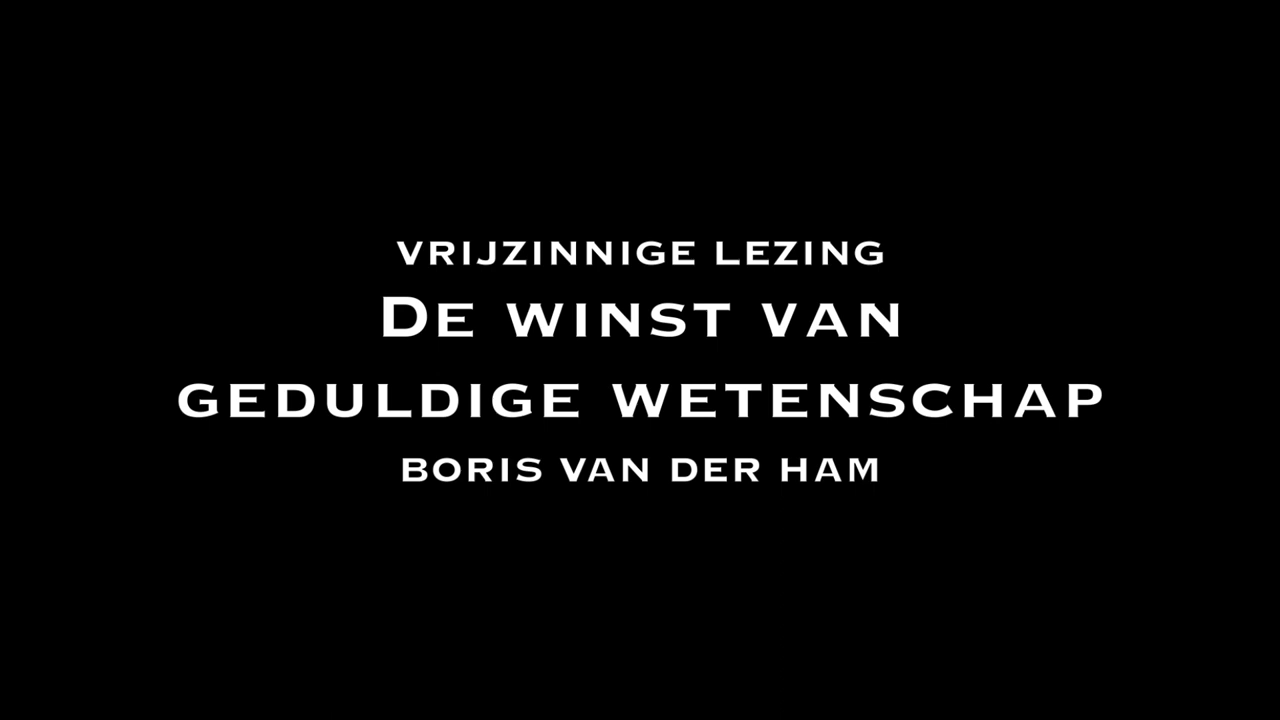 VRIJZINNIGE LEZING
DE WINST VAN
GEDULDIGE WETENSCHAP
BORIS VAN DER HAM